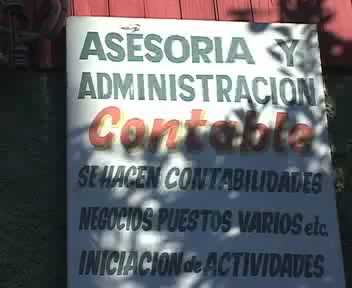 ASESORIA Y
ADMINISTRACION
Contable
SE HACEN CONTABILIDADES
NEGOCIOS PUESTOS VARIOS etc.
INICIACION de ACTIVIDADES